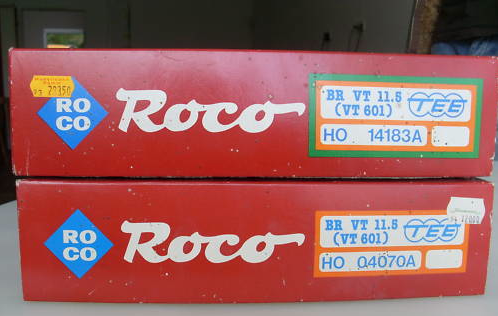 20350
RO
CO
Roco
BR VT 11.5
(VT 601)
TEE
HO 14183A
RO
CO
Roco
BR VT 11.5
(VT 601)
TEE
HO 04070A